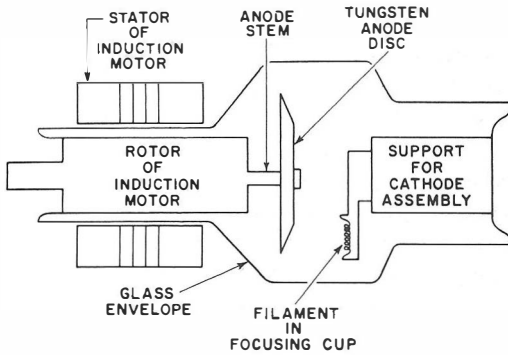 STATOR
OF
INDUCTION
MOTOR
ANODE
STEM
TUNGSTEN
ANODE
DISC
ROTOR
OF
INDUCTION
MOTOR
SUPPORT
FOR
CATHODE
ASSEMBLY
GLASS
ENVELOPE
FILAMENT
IN
FOCUSING CUP